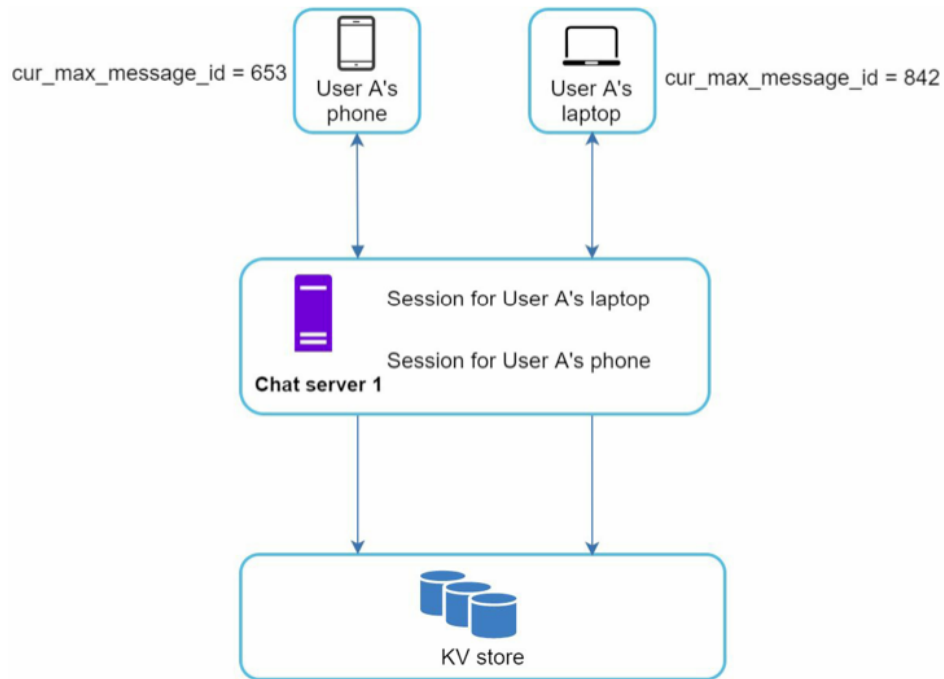 cur_max_message_id = 653
User A's
phone
User A's
laptop
cur_max_message_id = 842
Session for User A's laptop
Session for User A's phone
Chat server 1
KV store